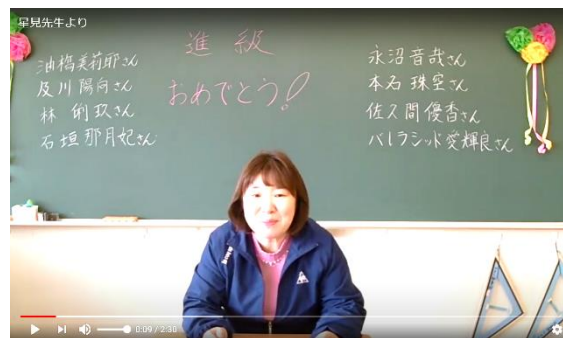 星見先生より
進級
おめでとう!
油橋美莉耶さん
及川陽向さん
林 俐玖さん
石垣那月妃さん
永沼音哉さん
本名珠空さん
佐久間優香さん
バレラシッド愛輝良さん
0:09 / 2:30